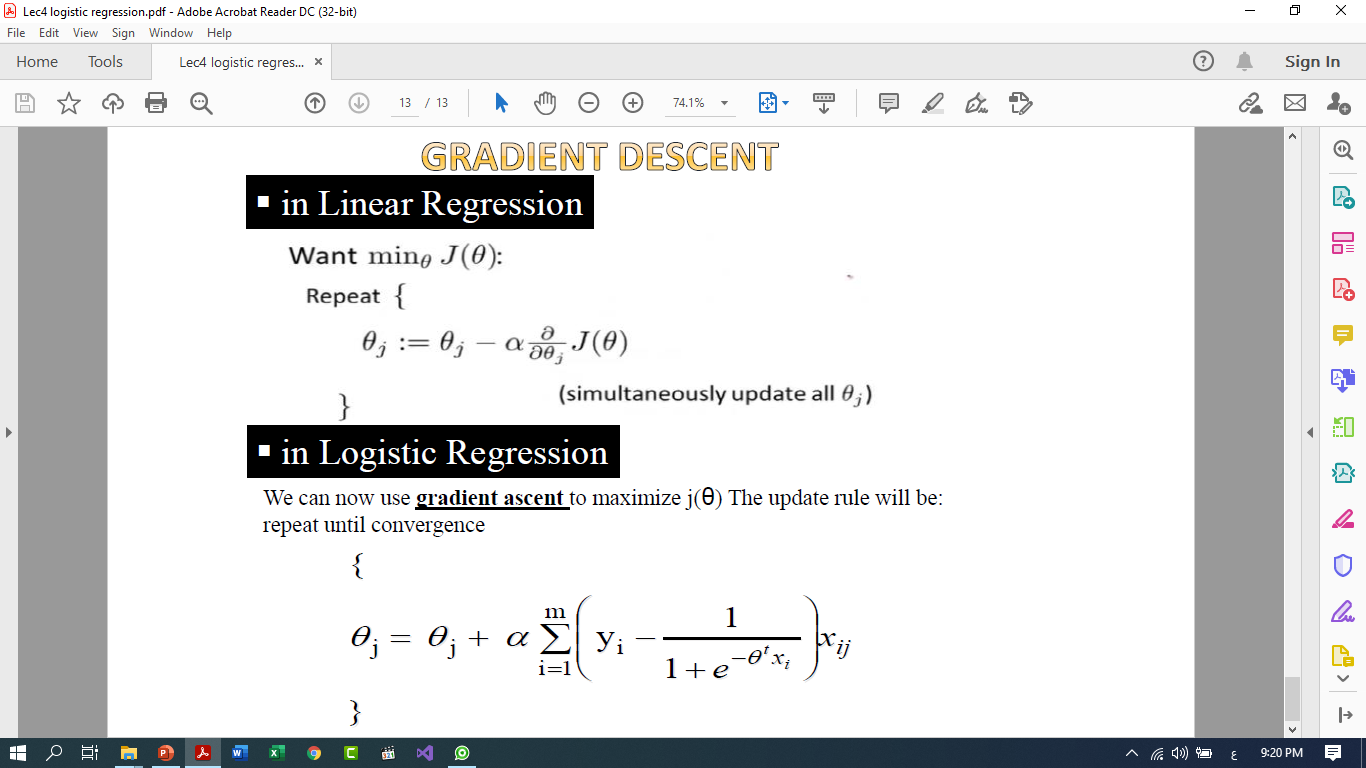 Lec4 logistic regression.pdf - Adobe Acrobat Reader DC (32-bit)
File Edit View Sign Window Help
Home Tools Lec4 logistic regres... × Sign In
13 / 13 74.1%
GRADIENT DESCENT
▪ in Linear Regression
Want min_θ J(θ):
Repeat {
θ_j := θ_j − α ∂/∂θ_j J(θ)
(simultaneously update all θ_j)
}
▪ in Logistic Regression
We can now use gradient ascent to maximize j(θ) The update rule will be:
repeat until convergence
{
θ_j = θ_j + α ∑_{i=1}^{m} ( y_i − 1 / (1 + e^{−θ^t x_i}) ) x_{ij}
}
ع 9:20 PM